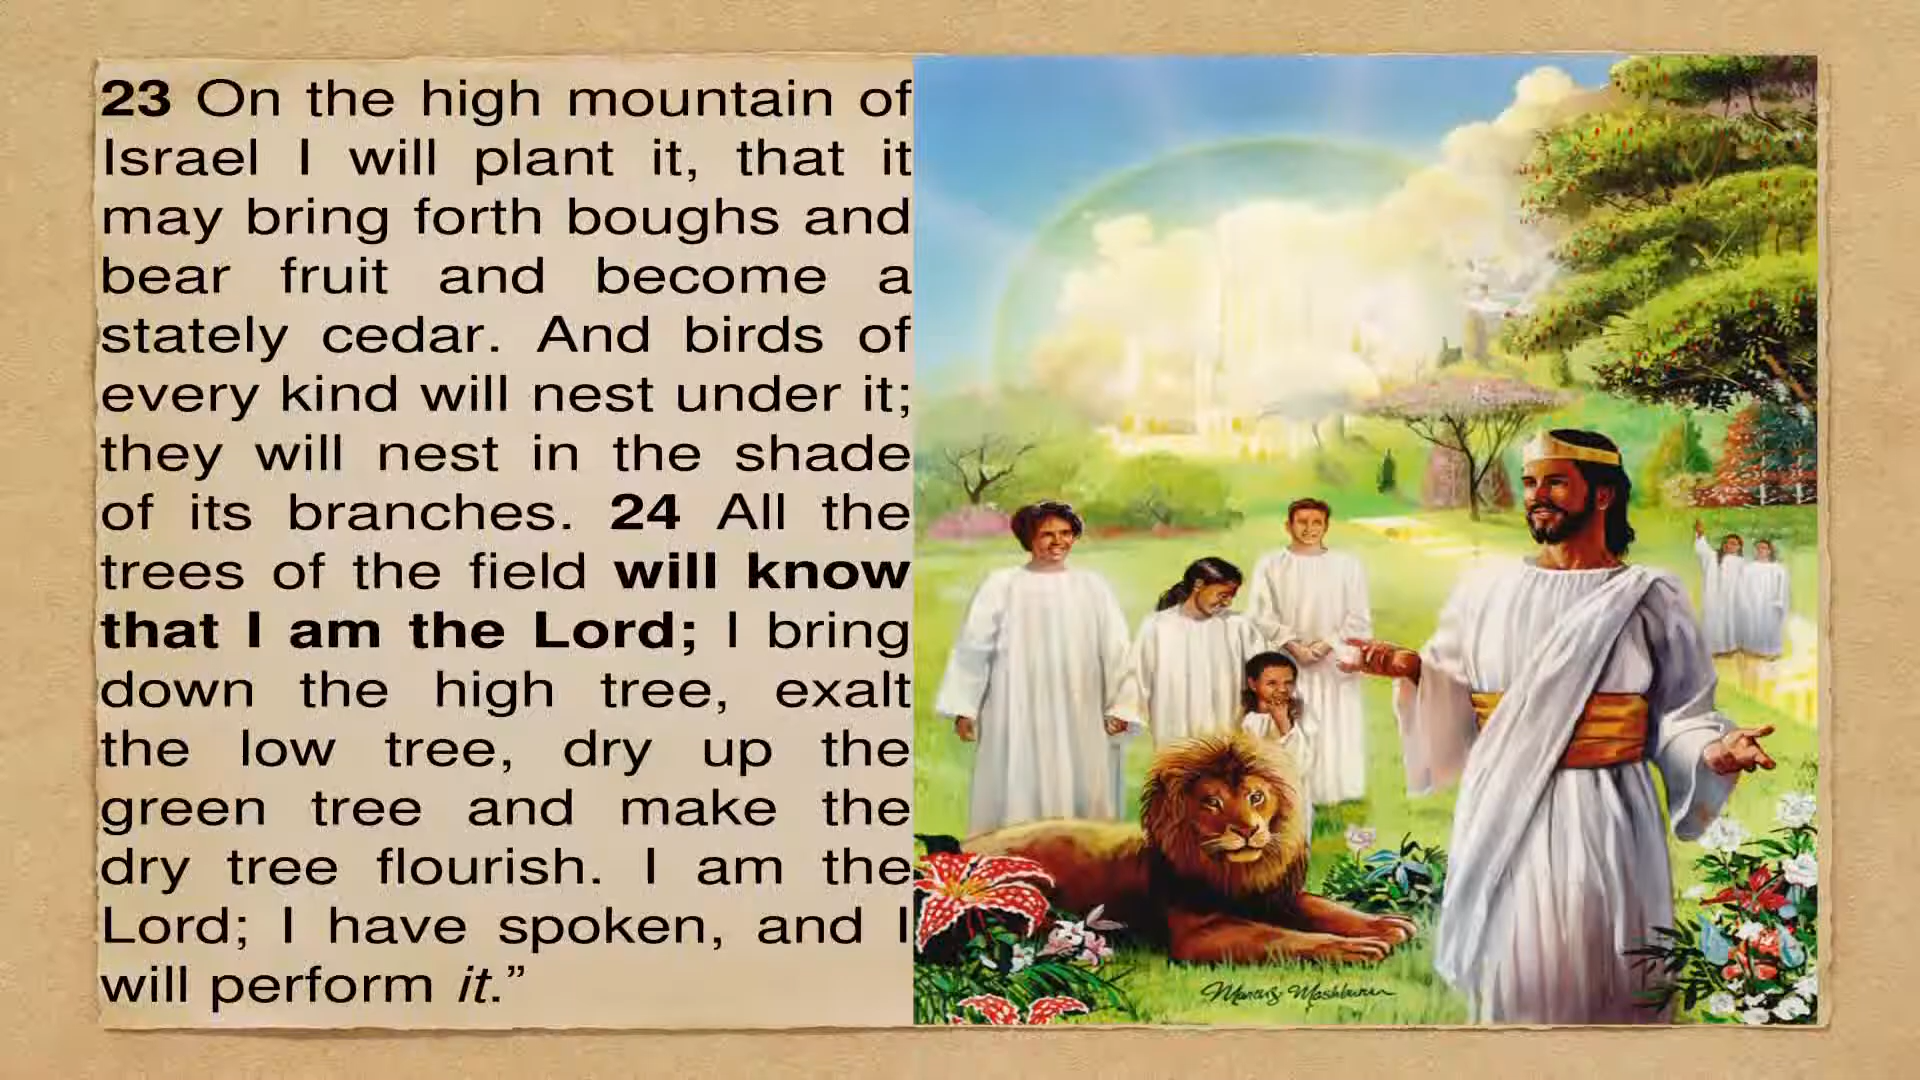 23 On the high mountain of
Israel I will plant it, that it
may bring forth boughs and
bear fruit and become a
stately cedar. And birds of
every kind will nest under it;
they will nest in the shade
of its branches. 24 All the
trees of the field will know
that I am the Lord; I bring
down the high tree, exalt
the low tree, dry up the
green tree and make the
dry tree flourish. I am the
Lord; I have spoken, and I
will perform it.”
Marcus Mashburn